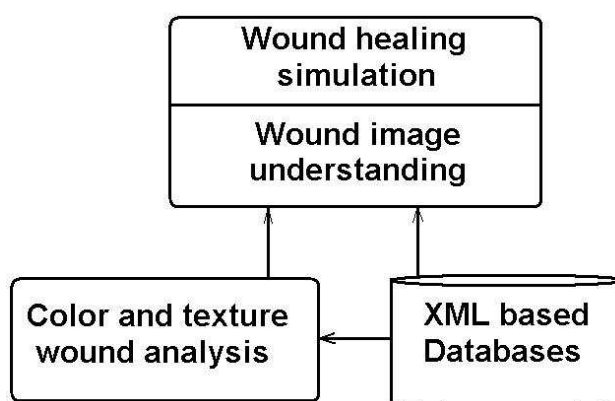 Wound healing
simulation
Wound image
understanding
Color and texture
wound analysis
XML based
Databases